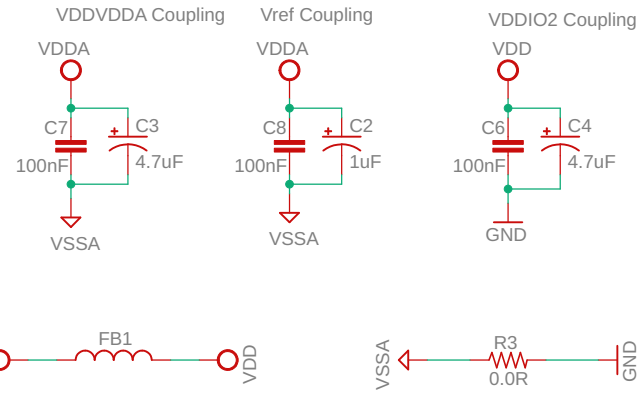 VDDVDDA Coupling
Vref Coupling
VDDIO2 Coupling
VDDA
VDDA
VDD
C7
C3
C8
C2
C6
C4
100nF
4.7uF
100nF
1uF
100nF
4.7uF
VSSA
VSSA
GND
FB1
VDD
VSSA
R3
0.0R
GND